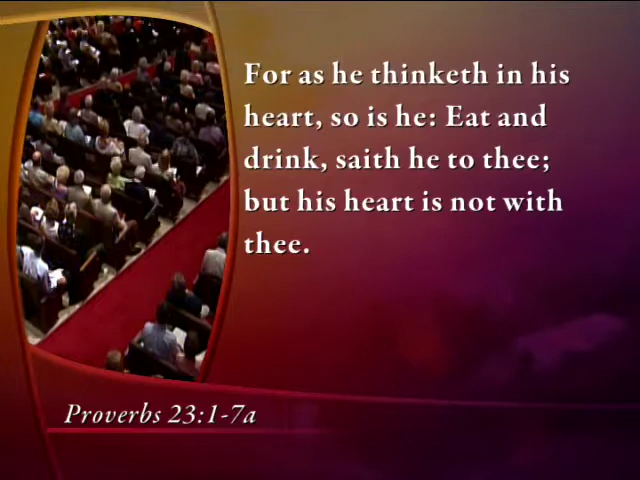 For as he thinketh in his
heart, so is he: Eat and
drink, saith he to thee;
but his heart is not with
thee.
Proverbs 23:1-7a